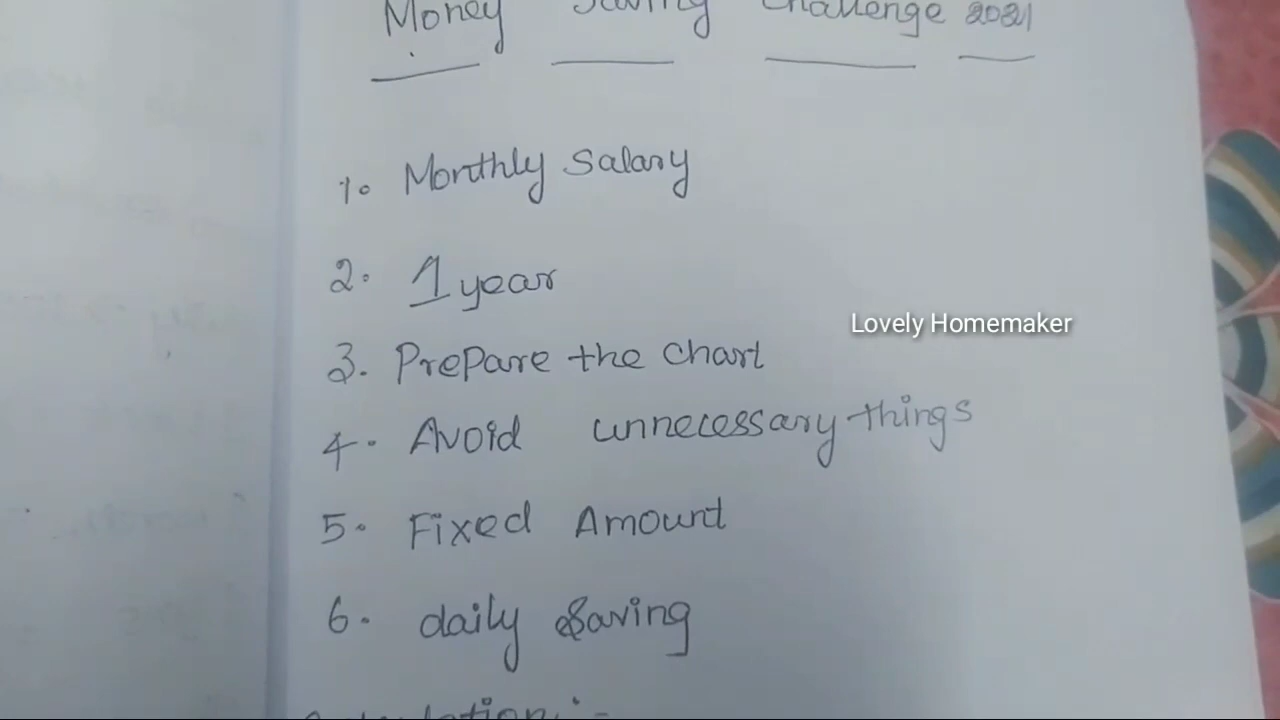 Money Saving Challenge 2021
1. Monthly Salary
2. 1 year
Lovely Homemaker
3. Prepare the chart
4. Avoid unnecessary things
5. Fixed Amount
6. daily Saving